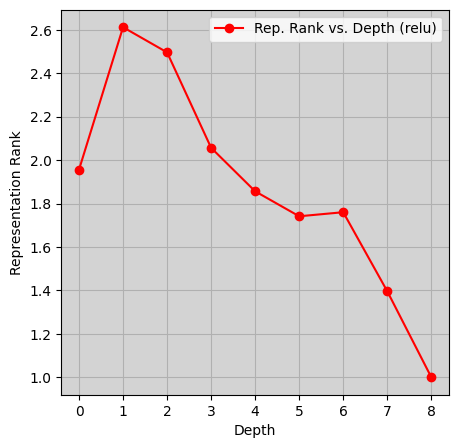 Rep. Rank vs. Depth (relu)
Representation Rank
2.6
2.4
2.2
2.0
1.8
1.6
1.4
1.2
1.0
0 1 2 3 4 5 6 7 8
Depth